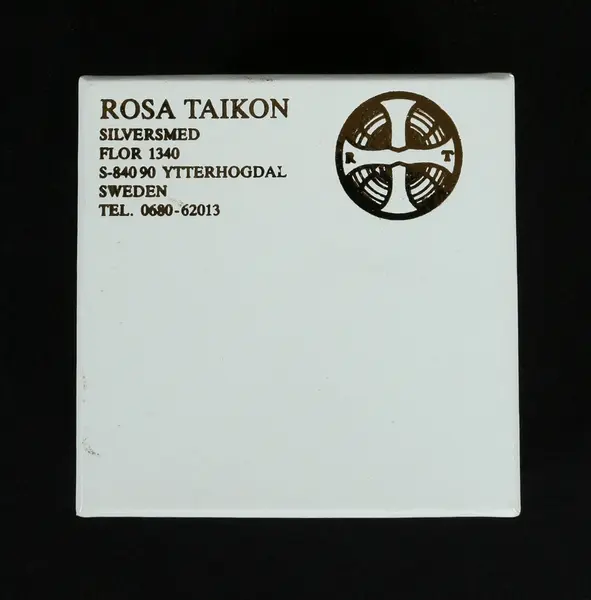 ROSA TAIKON
SILVERSMED
FLOR 1340
S-840 90 YTTERHOGDAL
SWEDEN
TEL. 0680-62013
R T